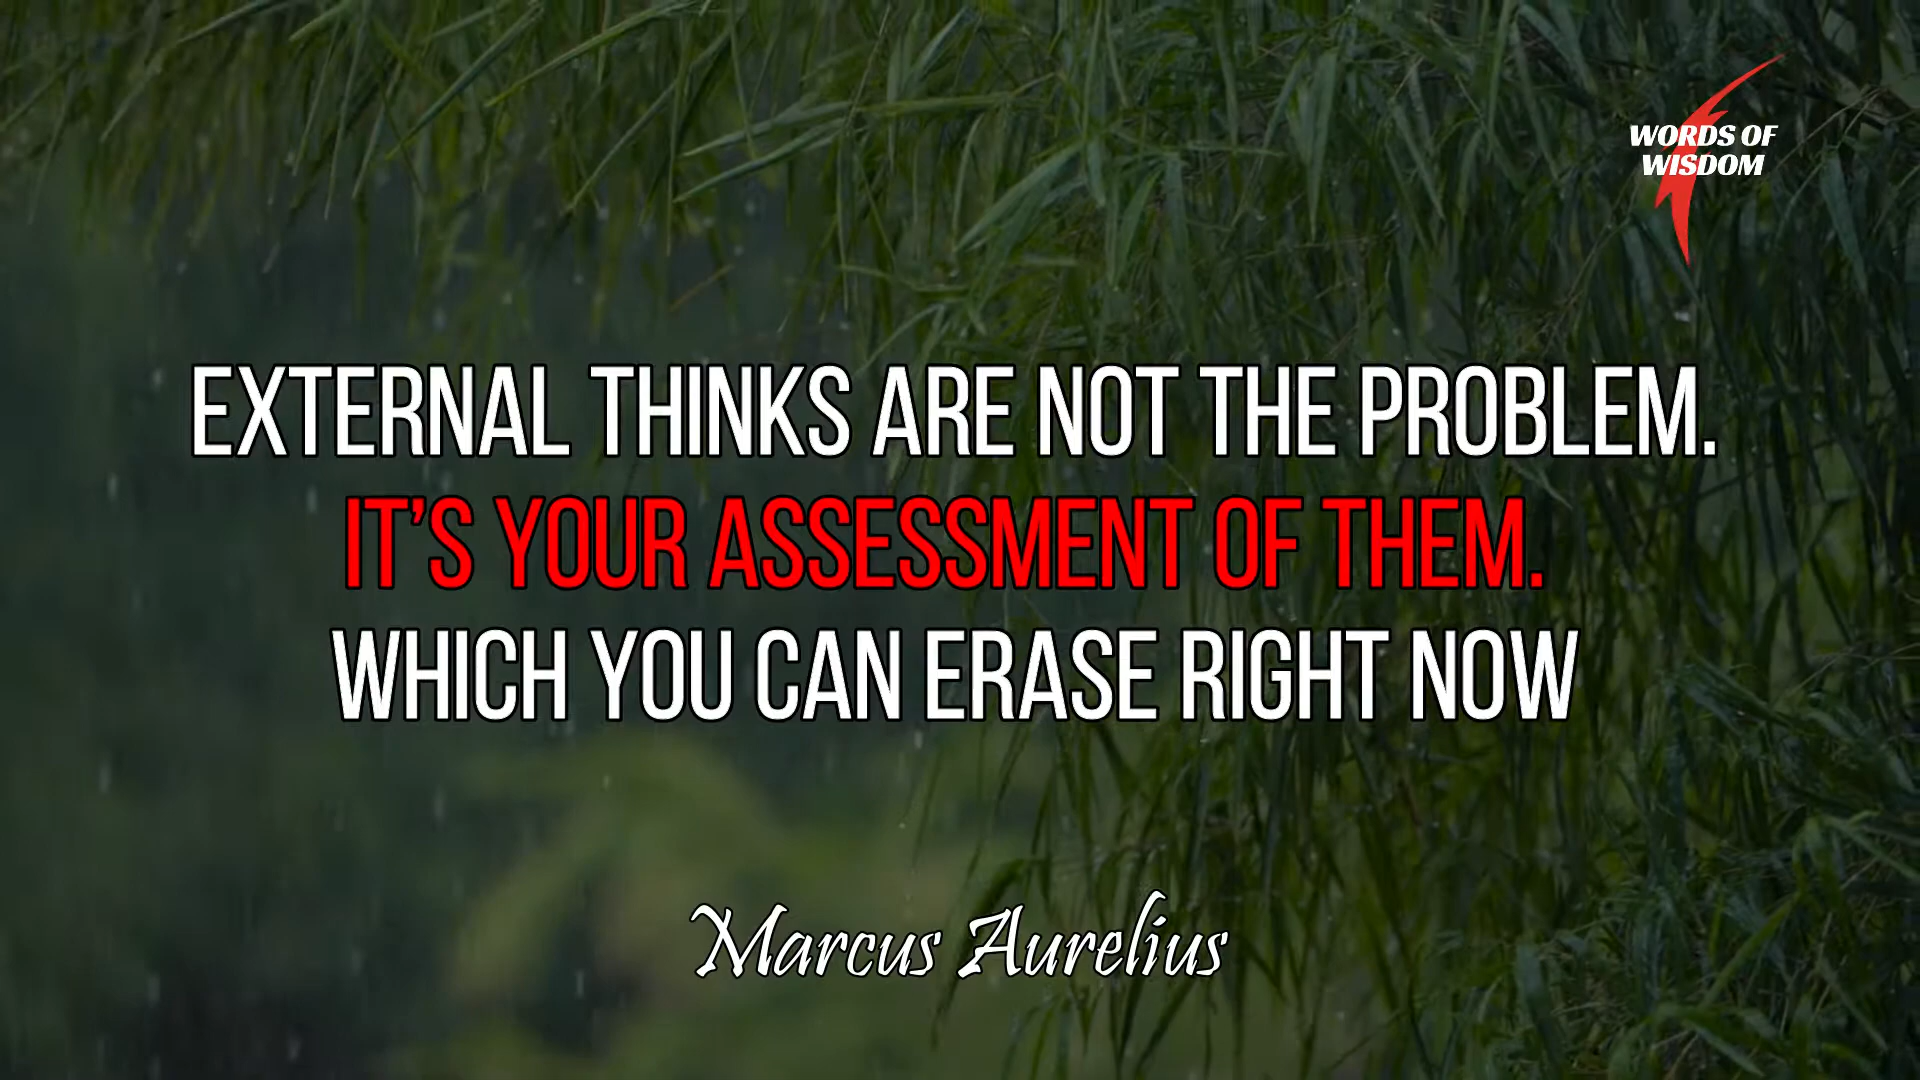 WORDS OF
WISDOM
EXTERNAL THINKS ARE NOT THE PROBLEM.
IT’S YOUR ASSESSMENT OF THEM.
WHICH YOU CAN ERASE RIGHT NOW
Marcus Aurelius